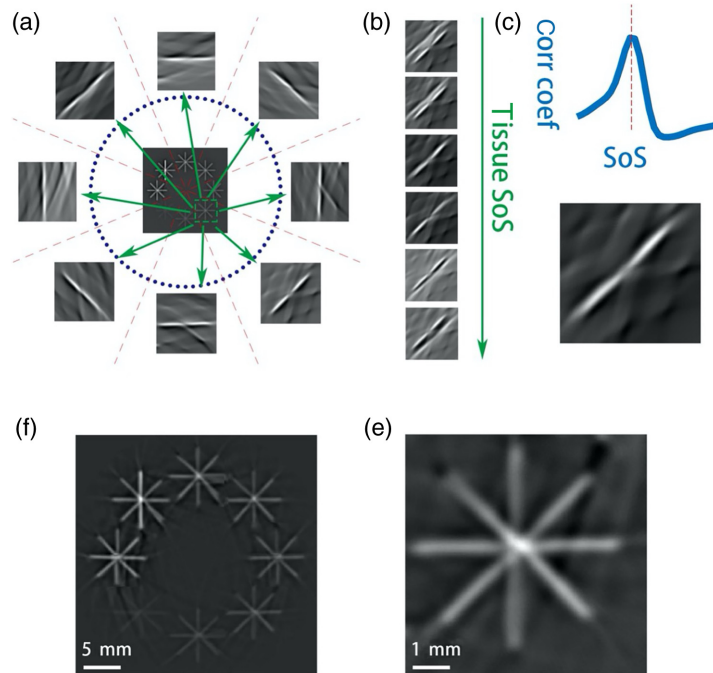 (a)
(b)
(c)
Tissue SoS
Corr coef
SoS
(f)
(e)
5 mm
1 mm